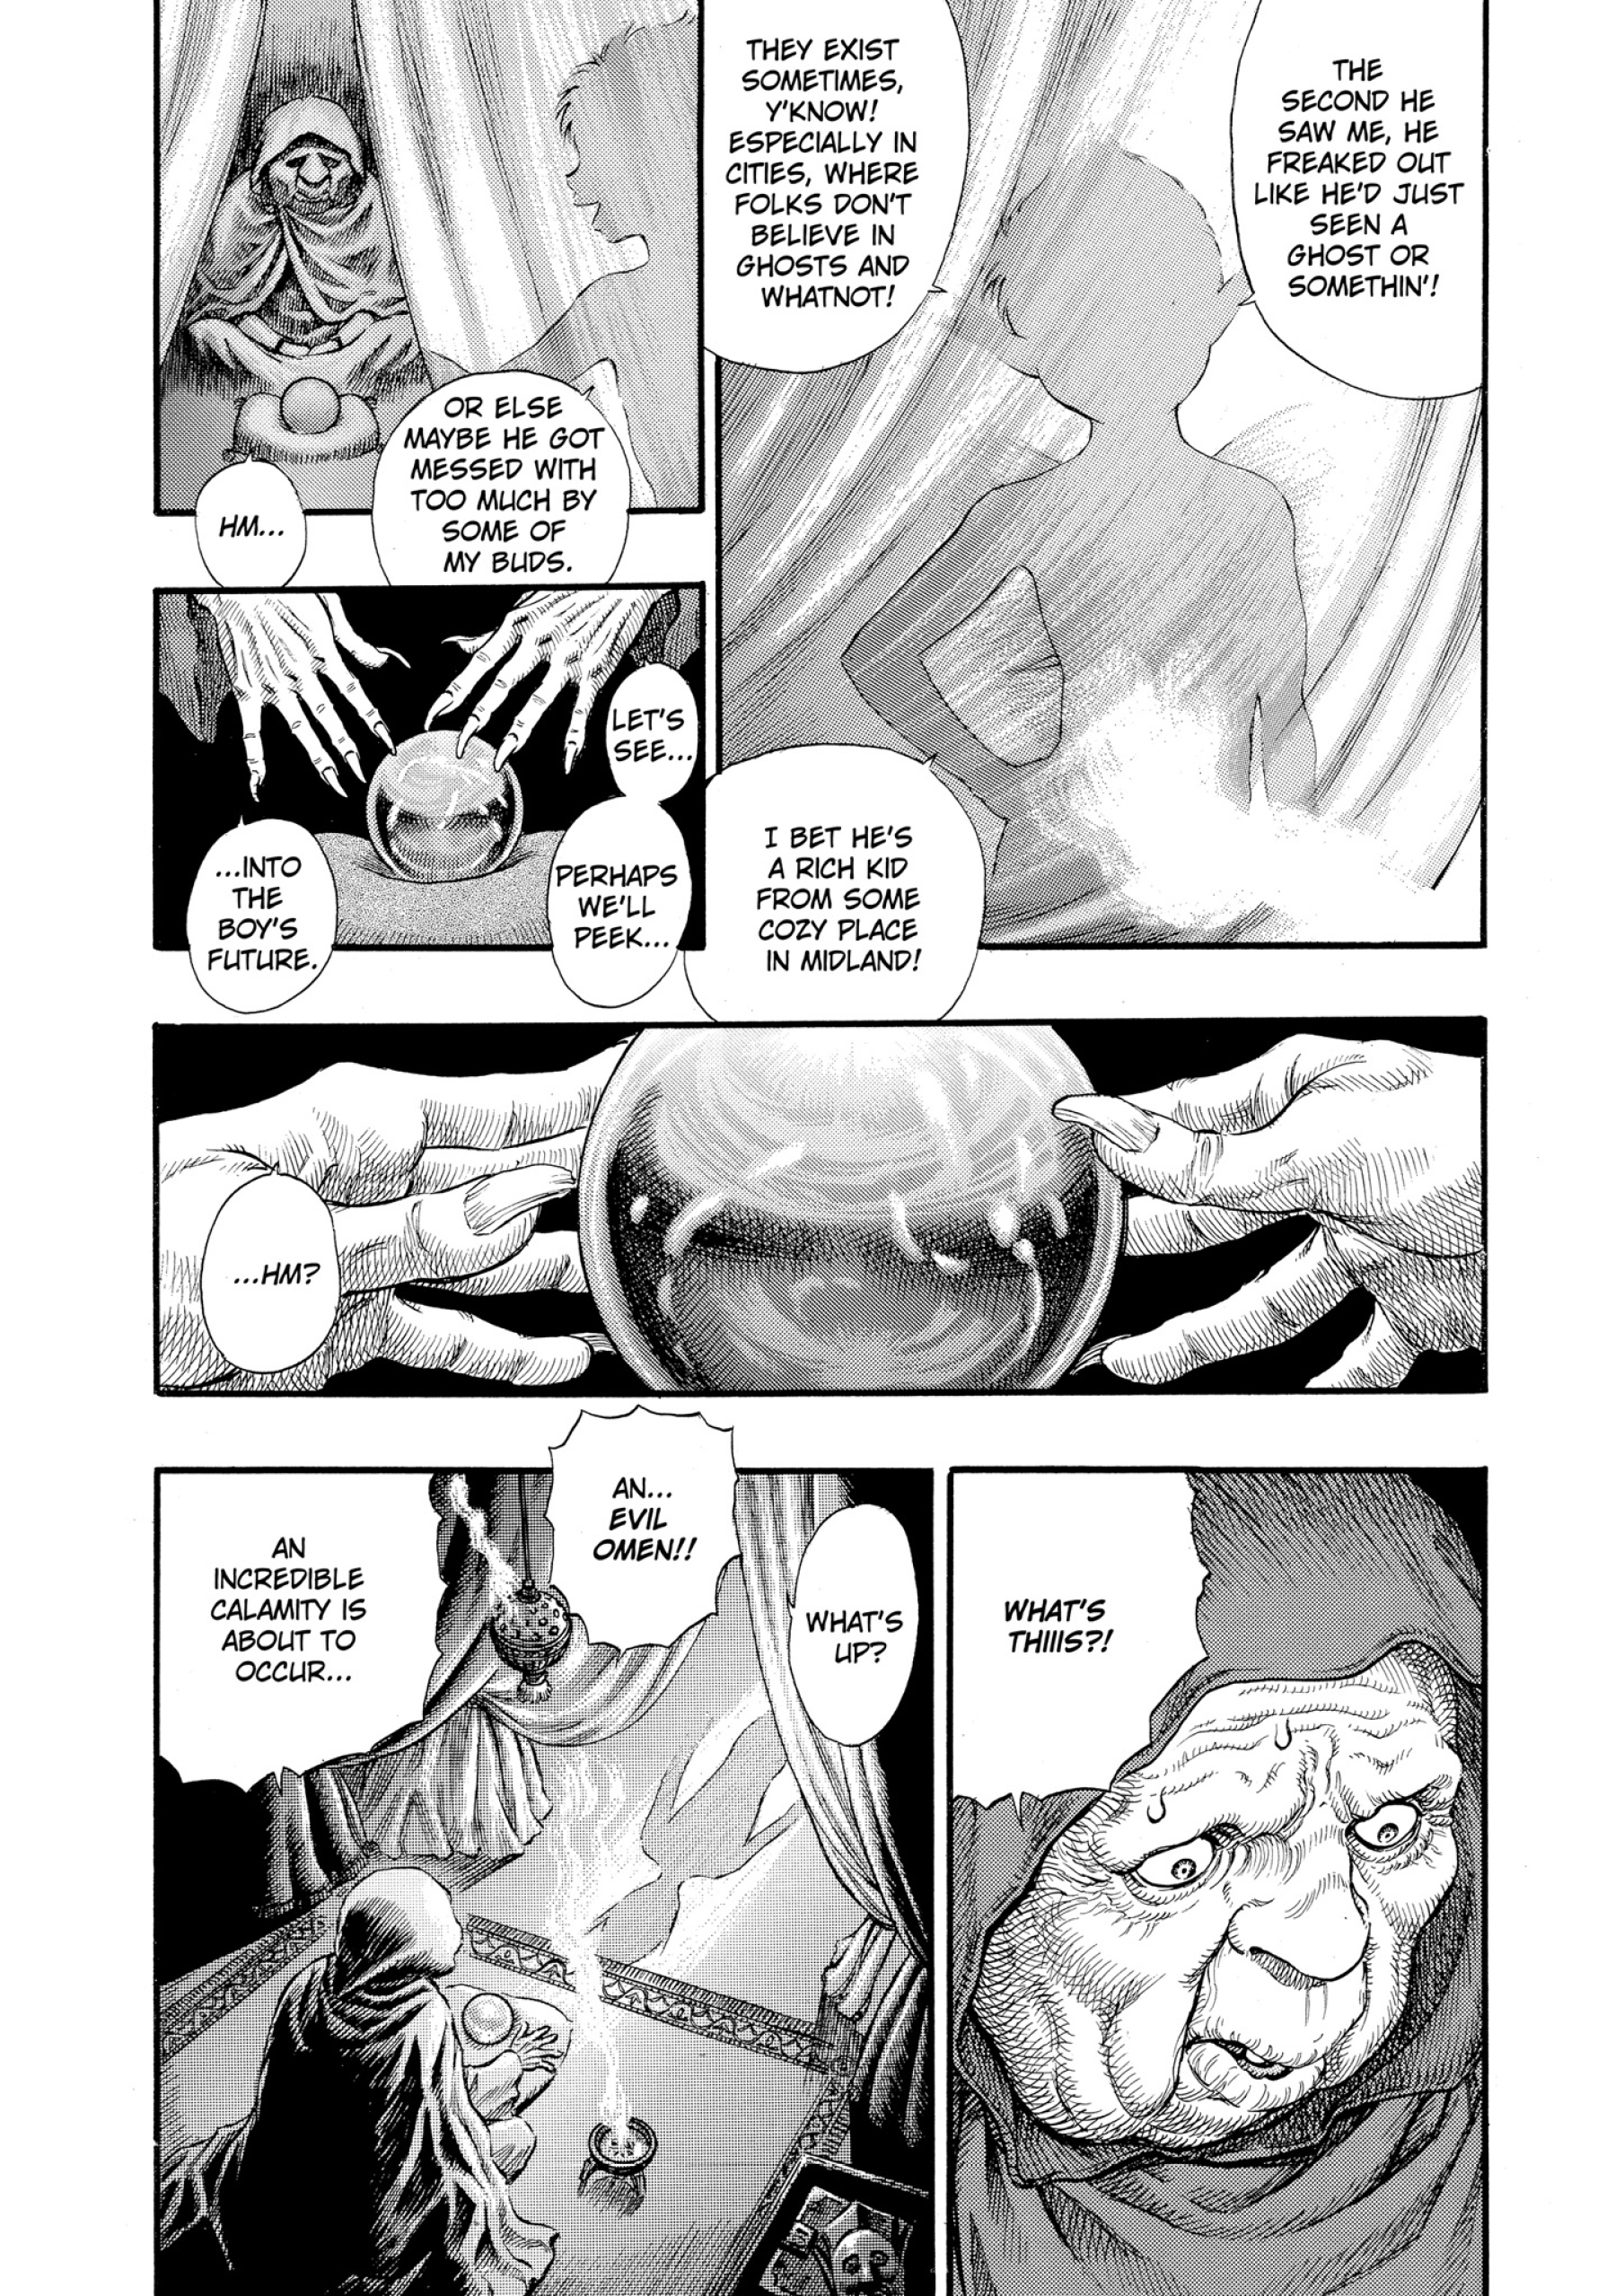 THE
SECOND HE
SAW ME, HE
FREAKED OUT
LIKE HE'D JUST
SEEN A
GHOST OR
SOMETHIN'!
THEY EXIST
SOMETIMES,
Y'KNOW!
ESPECIALLY IN
CITIES, WHERE
FOLKS DON'T
BELIEVE IN
GHOSTS AND
WHATNOT!
I BET HE'S
A RICH KID
FROM SOME
COZY PLACE
IN MIDLAND!
OR ELSE
MAYBE HE GOT
MESSED WITH
TOO MUCH BY
SOME OF
MY BUDS.
HM...
LET'S
SEE...
PERHAPS
WE'LL
PEEK...
...INTO
THE
BOY'S
FUTURE.
...HM?
WHAT'S
THIIIS?!
WHAT'S
UP?
AN...
EVIL
OMEN!!
AN
INCREDIBLE
CALAMITY IS
ABOUT TO
OCCUR...